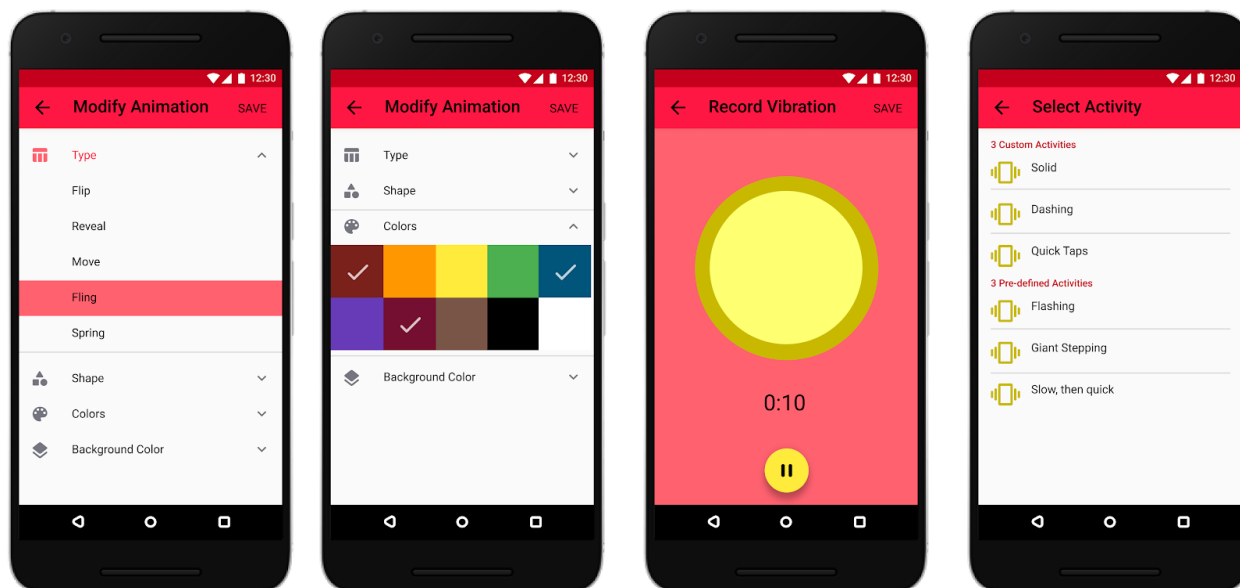 12:30
Modify Animation SAVE
Type
Flip
Reveal
Move
Fling
Spring
Shape
Colors
Background Color
12:30
Modify Animation SAVE
Type
Shape
Colors
Background Color
12:30
Record Vibration SAVE
0:10
12:30
Select Activity
3 Custom Activities
Solid
Dashing
Quick Taps
3 Pre-defined Activities
Flashing
Giant Stepping
Slow, then quick